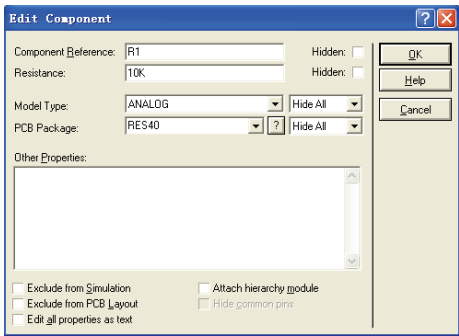 Edit Component
Component Reference: R1 Hidden: OK
Resistance: 10K Hidden: Help
Model Type: ANALOG Hide All Cancel
PCB Package: RES40 ? Hide All
Other Properties:
Exclude from Simulation Attach hierarchy module
Exclude from PCB Layout Hide common pins
Edit all properties as text